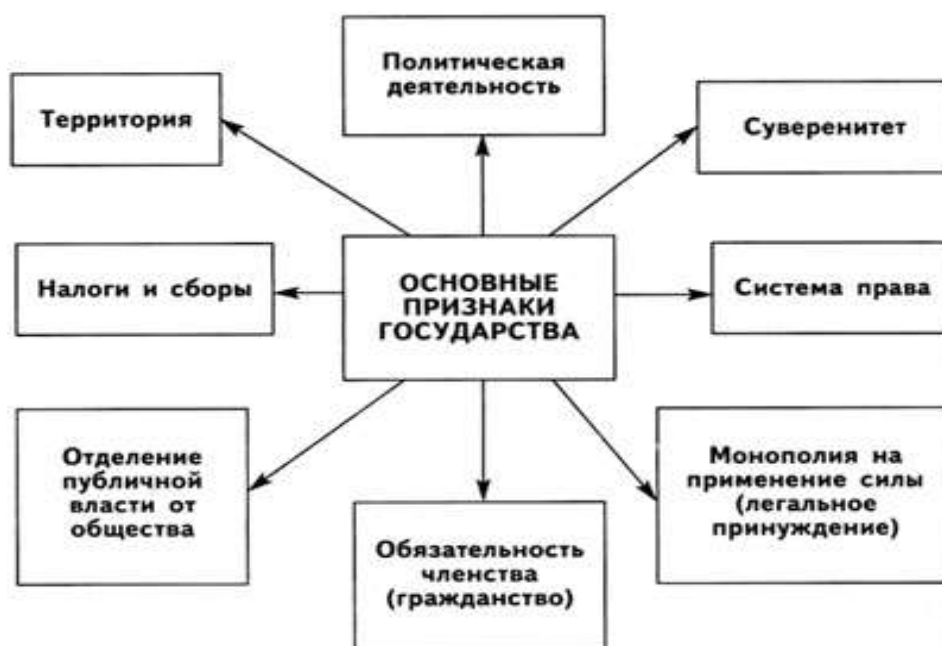 Политическая
деятельность
Территория
Суверенитет
Налоги и сборы
ОСНОВНЫЕ
ПРИЗНАКИ
ГОСУДАРСТВА
Система права
Отделение
публичной
власти от
общества
Обязательность
членства
(гражданство)
Монополия на
применение силы
(легальное
принуждение)